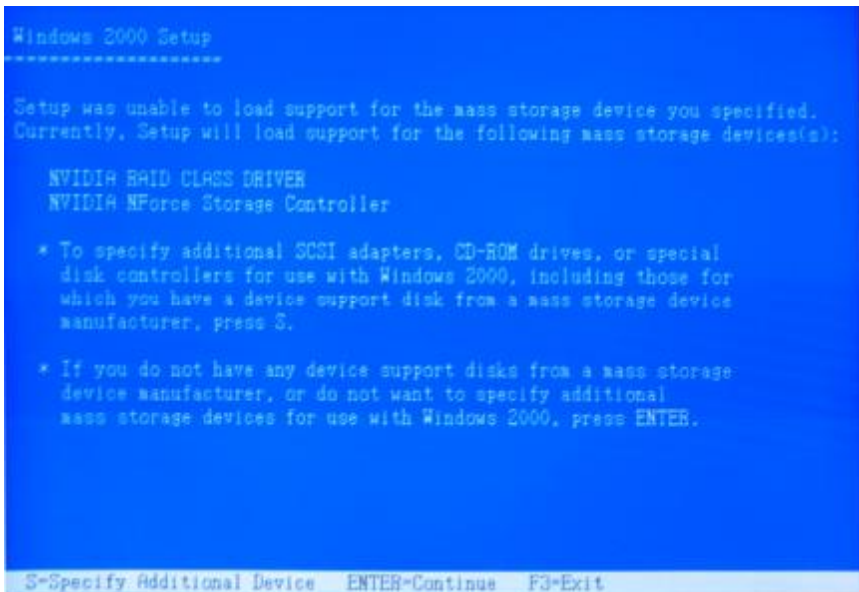 Windows 2000 Setup
Setup was unable to load support for the mass storage device you specified.
Currently, Setup will load support for the following mass storage devices(s):
NVIDIA RAID CLASS DRIVER
NVIDIA NForce Storage Controller
* To specify additional SCSI adapters, CD-ROM drives, or special
disk controllers for use with Windows 2000, including those for
which you have a device support disk from a mass storage device
manufacturer, press S.
* If you do not have any device support disks from a mass storage
device manufacturer, or do not want to specify additional
mass storage devices for use with Windows 2000, press ENTER.
S=Specify Additional Device ENTER=Continue F3=Exit